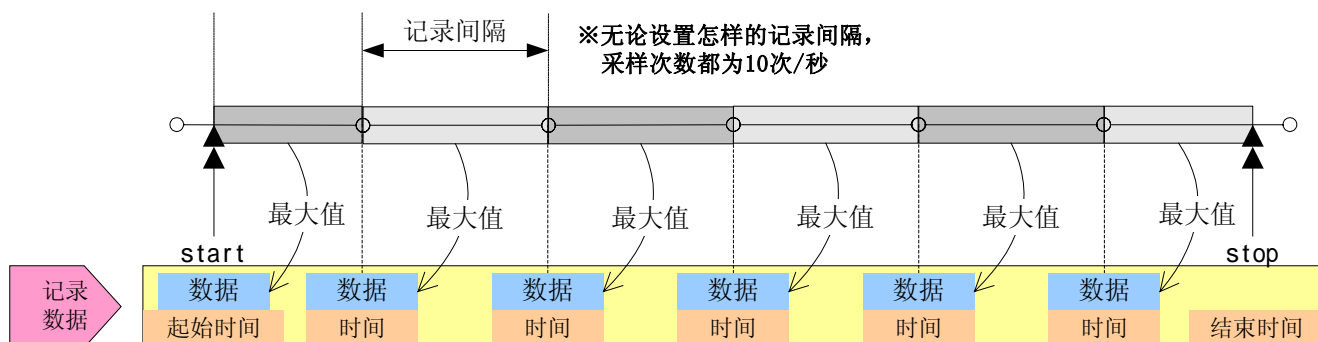 记录间隔
※无论设置怎样的记录间隔，
采样次数都为10次/秒
最大值 最大值 最大值 最大值 最大值 最大值
start stop
记录
数据
数据 数据 数据 数据 数据 数据
起始时间 时间 时间 时间 时间 时间 结束时间